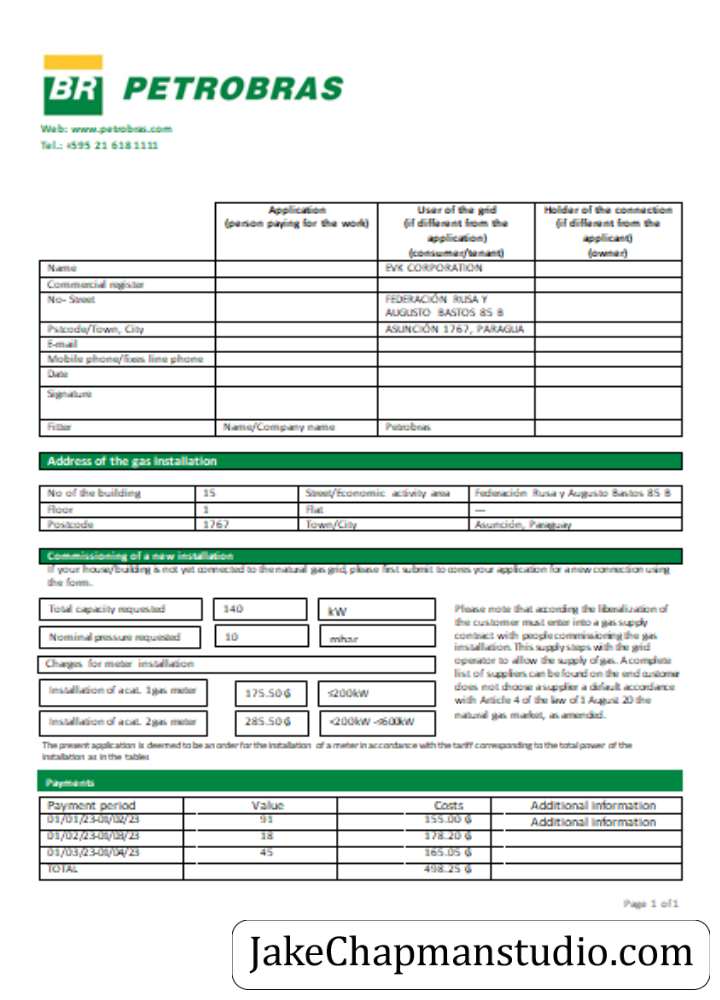 BR PETROBRAS
Web: www.petrobras.com
Tel.: +595 21 618 1111
Application
(person paying for the work)
User of the grid
(if different from the
application)
(consumer/tenant)
Holder of the connection
(if different from the
applicant)
(owner)
Name EVK CORPORATION
Commercial register
No- Street FEDERACIÓN RUSA Y
AUGUSTO BASTOS 85 B
Pstcode/Town, City ASUNCIÓN 1767, PARAGUA
E-mail
Mobile phone/fixes line phone
Date
Signature
Fitter Name/Company name Petrobras
Address of the gas installation
No of the building 15 Street/Economic activity area Federación Rusa y Augusto Bastos 85 B
Floor 1 Flat —
Postcode 1767 Town/City Asunción, Paraguay
Commissioning of a new installation
If your house/building is not yet connected to the natural gas grid, please first submit to cores your application for a new connection using
the form.
Total capacity requested 140 kW
Nominal pressure requested 10 mbar
Charges for meter installation
Installation of a cat. 1gas meter 175.50 ₲ ≤200kW
Installation of a cat. 2gas meter 285.50 ₲ <200kW -≤600kW
Please note that according the liberalization of
the customer must enter into a gas supply
contract with people commissioning the gas
installation. This supply steps with the grid
operator to allow the supply of gas. A complete
list of suppliers can be found on the end customer
does not choose a supplier a default accordance
with Article 4 of the law of 1 August 20 the
natural gas market, as amended.
The present application is deemed to be an order for the installation of a meter in accordance with the tariff corresponding to the total power of the
installation as in the tables
Payments
Payment period Value Costs Additional information
01/01/23-01/02/23 91 155.00 ₲ Additional information
01/02/23-01/03/23 18 178.20 ₲
01/03/23-01/04/23 45 165.05 ₲
TOTAL 498.25 ₲
Page 1 of 1
JakeChapmanstudio.com